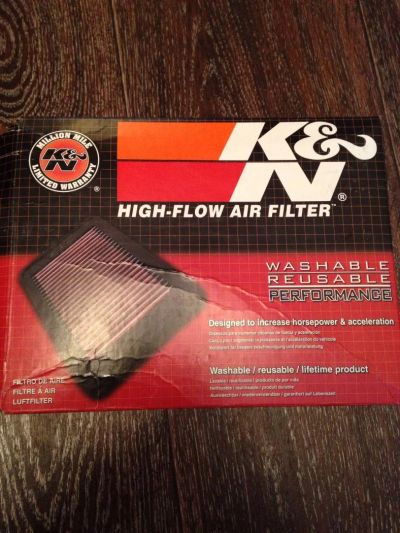 MILLION MILE
K&N
®
LIMITED WARRANTY
K&N®
HIGH-FLOW AIR FILTER™
WASHABLE
REUSABLE
PERFORMANCE
Designed to increase horsepower & acceleration
Washable / reusable / lifetime product
FILTRO DE AIRE
FILTRE A AIR
LUFTFILTER